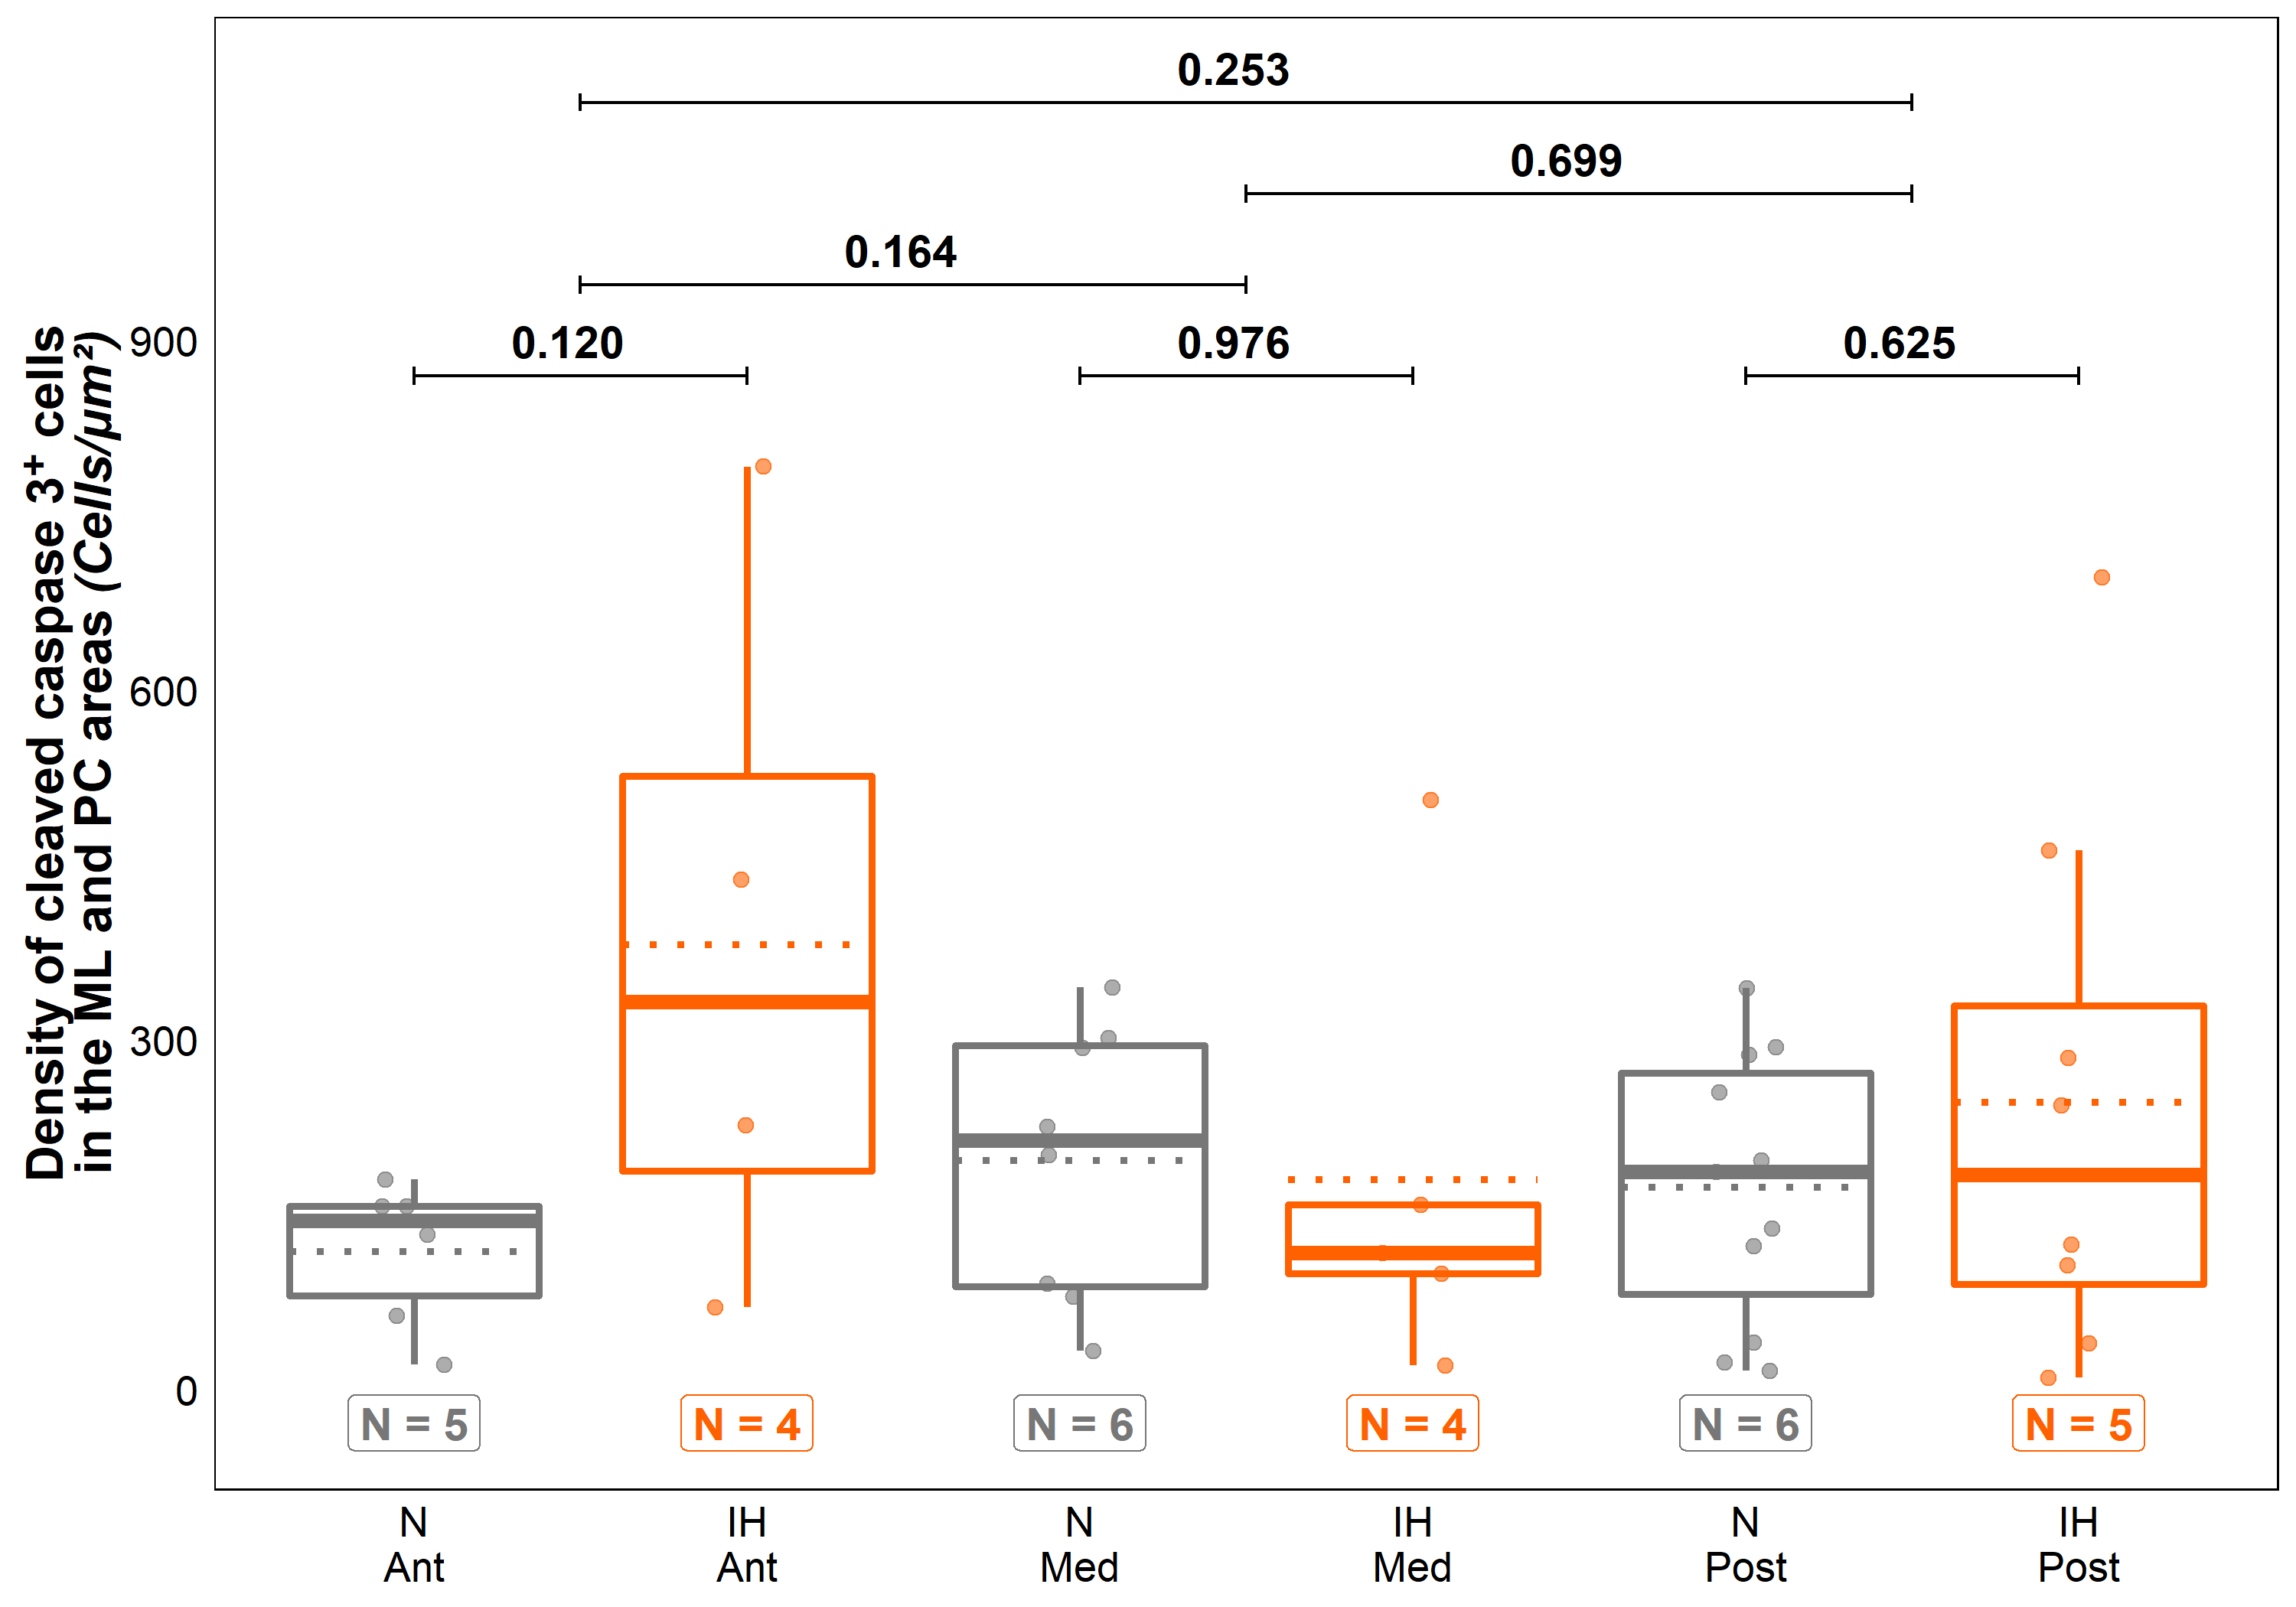 Density of cleaved caspase 3⁺ cells
in the ML and PC areas (Cells/µm²)
0.253
0.699
0.164
0.120
0.976
0.625
900
600
300
0
N = 5
N = 4
N = 6
N = 4
N = 6
N = 5
N
Ant
IH
Ant
N
Med
IH
Med
N
Post
IH
Post